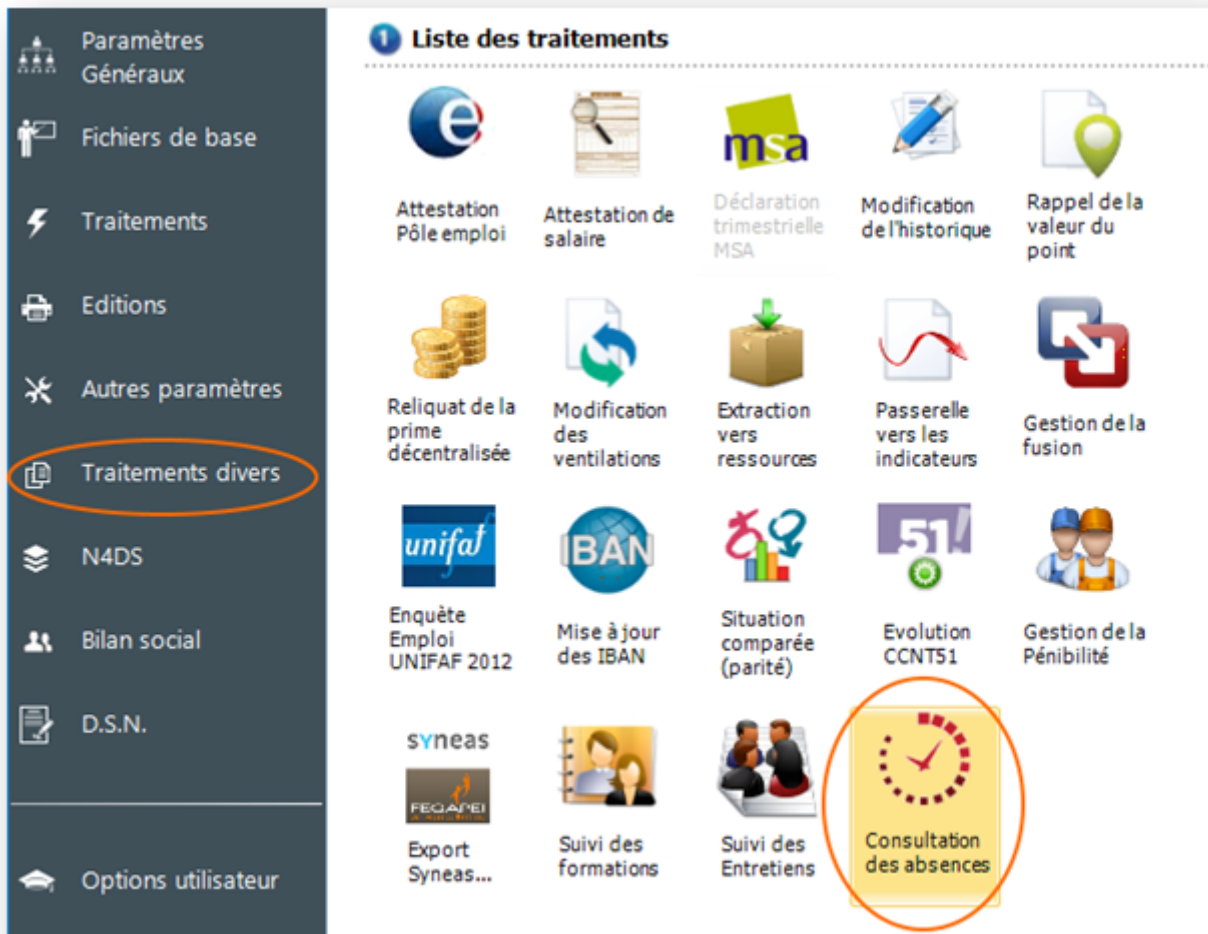 Paramètres
Généraux
Fichiers de base
Traitements
Editions
Autres paramètres
Traitements divers
N4DS
Bilan social
D.S.N.
Options utilisateur
1 Liste des traitements
e
Attestation
Pôle emploi
Attestation de
salaire
msa
Déclaration
trimestrielle
MSA
Modification
de l'historique
Rappel de la
valeur du
point
Reliquat de la
prime
décentralisée
Modification
des
ventilations
Extraction
vers
ressources
Passerelle
vers les
indicateurs
Gestion de la
fusion
unifaf
Enquête
Emploi
UNIFAF 2012
IBAN
Mise à jour
des IBAN
Situation
comparée
(parité)
51!
Evolution
CCNT51
Gestion de la
Pénibilité
syneas
FEGAPEI
Export
Syneas...
Suivi des
formations
Suivi des
Entretiens
Consultation
des absences